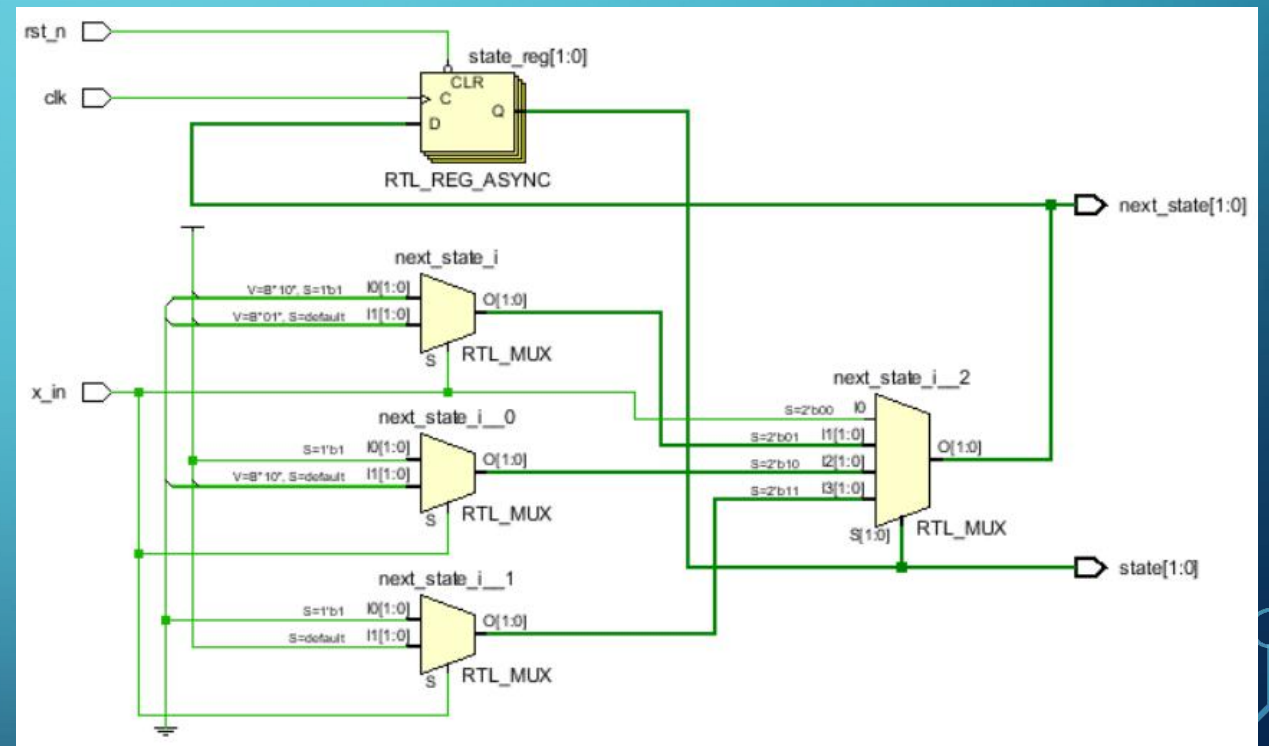 rst_n
state_reg[1:0]
CLR
clk
C
Q
D
RTL_REG_ASYNC
next_state[1:0]
next_state_i
V=B"10", S=1'b1
I0[1:0]
O[1:0]
V=B"01", S=default
I1[1:0]
S
RTL_MUX
x_in
next_state_i__2
next_state_i__0
S=2'b00
I0
S=1'b1
I0[1:0]
O[1:0]
S=2'b01
I1[1:0]
O[1:0]
V=B"10", S=default
I1[1:0]
S=2'b10
I2[1:0]
S=2'b11
I3[1:0]
S
RTL_MUX
S[1:0]
RTL_MUX
state[1:0]
next_state_i__1
S=1'b1
I0[1:0]
O[1:0]
S=default
I1[1:0]
S
RTL_MUX